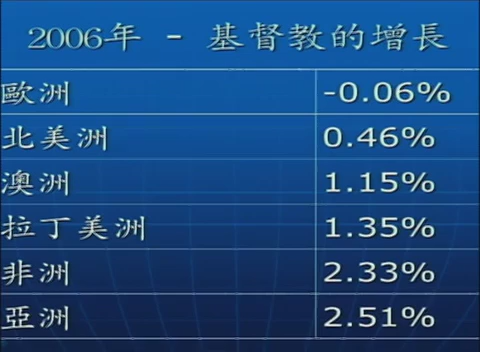 2006年 - 基督教的增長
歐洲 -0.06%
北美洲 0.46%
澳洲 1.15%
拉丁美洲 1.35%
非洲 2.33%
亞洲 2.51%